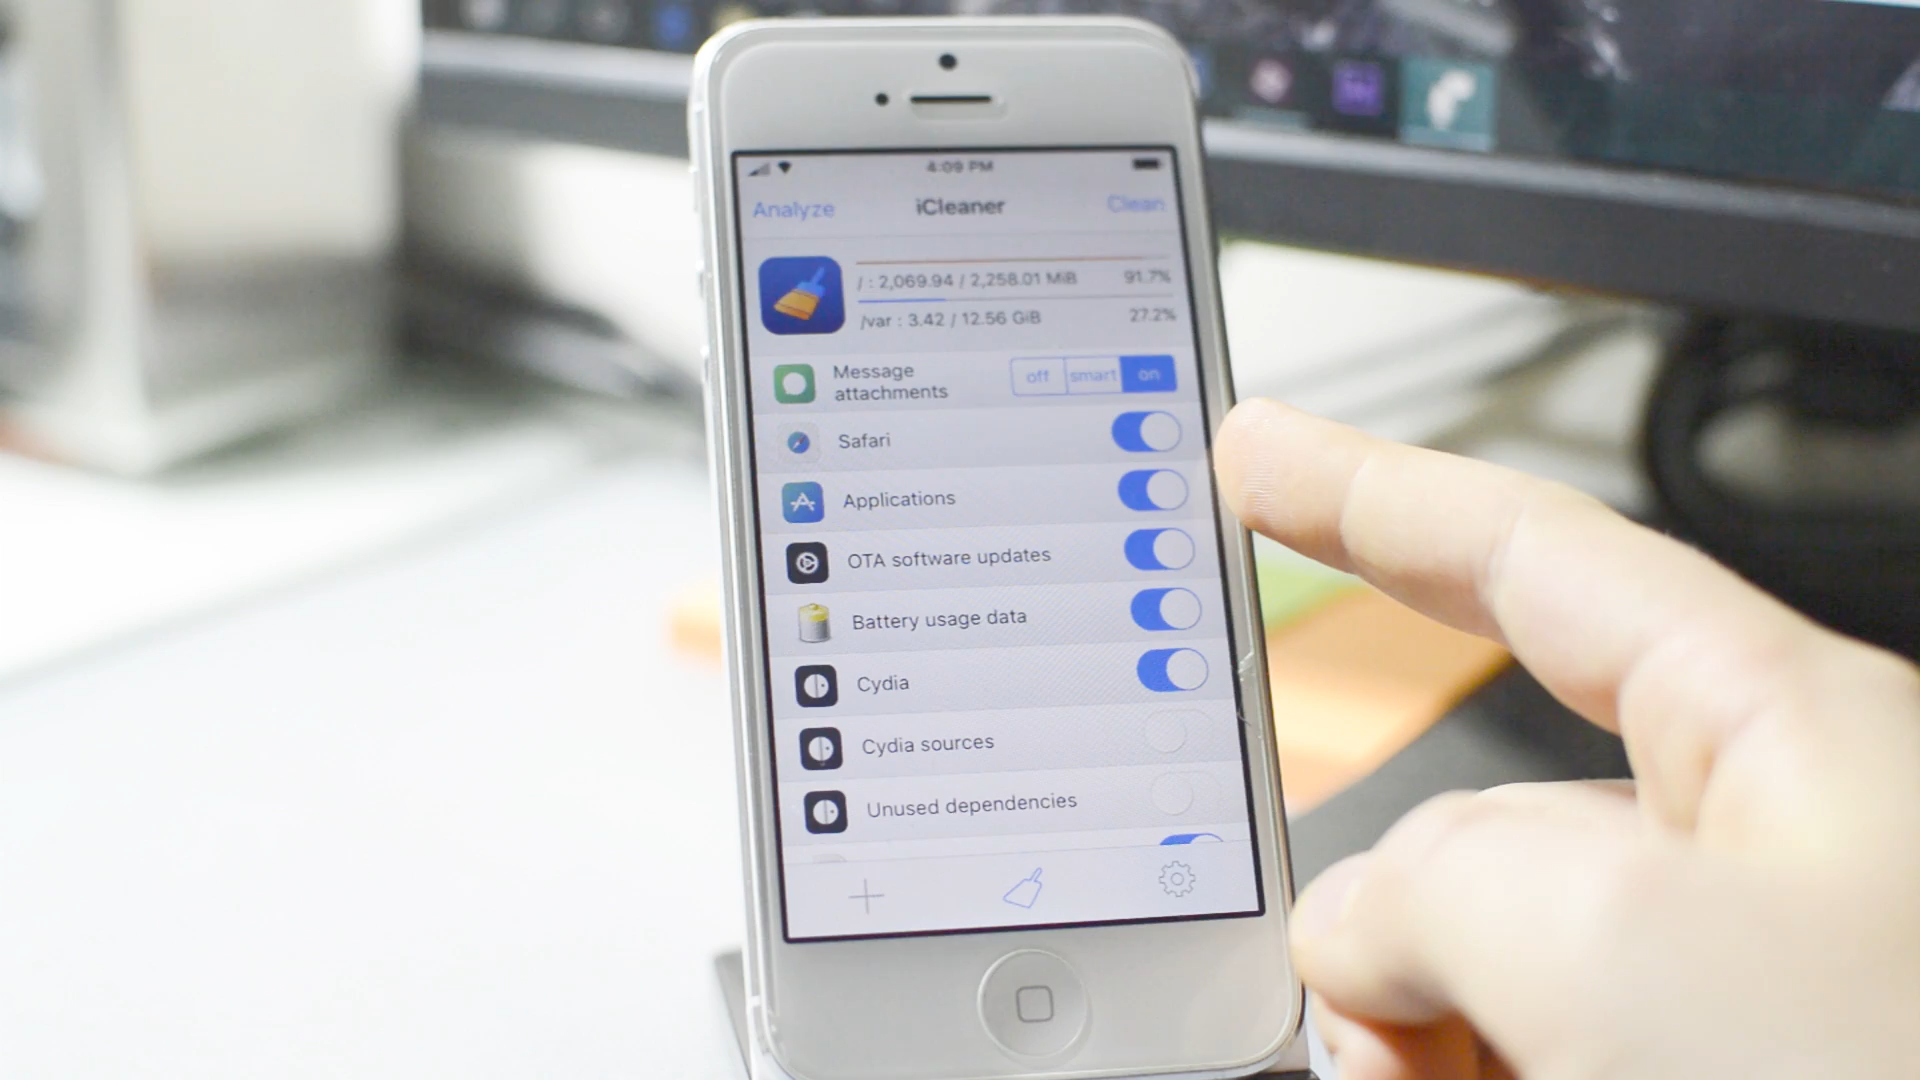 4:09 PM
Analyze
iCleaner
Clean
/ : 2,069.94 / 2,258.01 MiB
91.7%
/var : 3.42 / 12.56 GiB
27.2%
Message
attachments
off
smart
on
Safari
Applications
OTA software updates
Battery usage data
Cydia
Cydia sources
Unused dependencies